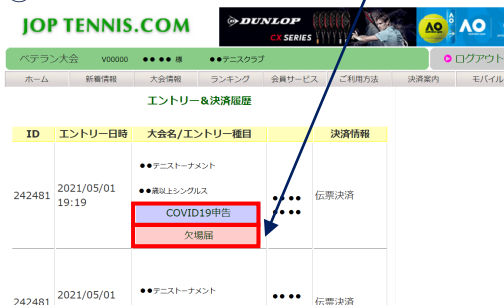 JOP TENNIS.COM
DUNLOP
CX SERIES
AO
AO
ベテラン大会 V00000 ●● ●● 様 ●●テニスクラブ ログアウト
ホーム 新着情報 大会情報 ランキング 会員サービス ご利用方法 決済案内 モバイル
エントリー&決済履歴
ID エントリー日時 大会名/エントリー種目 決済情報
●●テニストーナメント
●●歳以上シングルス
242481 2021/05/01 19:19 ●● ●● 伝票決済
COVID19申告 ●● ●●
欠場届
●●テニストーナメント
242481 2021/05/01 ●● ●● 伝票決済